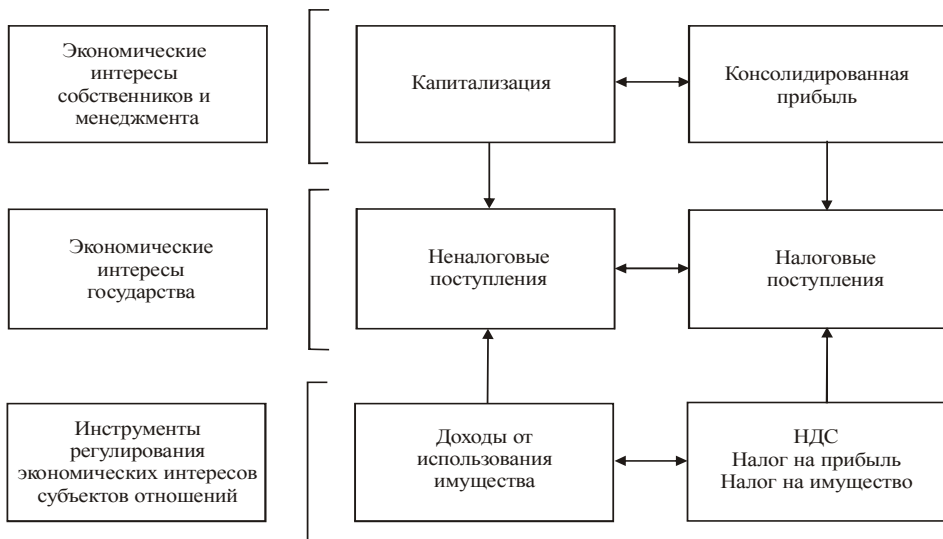 Экономические
интересы
собственников и
менеджмента
Капитализация
Консолидированная
прибыль
Экономические
интересы
государства
Неналоговые
поступления
Налоговые
поступления
Инструменты
регулирования
экономических интересов
субъектов отношений
Доходы от
использования
имущества
НДС
Налог на прибыль
Налог на имущество